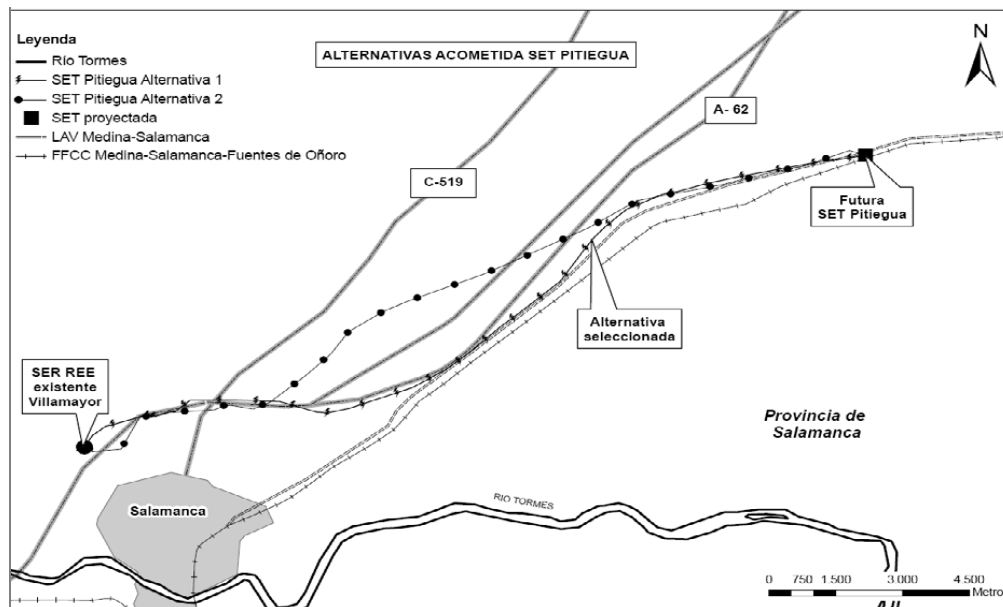 Leyenda
Río Tormes
SET Pitiegua Alternativa 1
SET Pitiegua Alternativa 2
SET proyectada
LAV Medina-Salamanca
FFCC Medina-Salamanca-Fuentes de Oñoro
ALTERNATIVAS ACOMETIDA SET PITIEGUA
N
A- 62
C-519
Futura
SET Pitiegua
Alternativa
seleccionada
SER REE
existente
Villamayor
Provincia de
Salamanca
Salamanca
RIO TORMES
0 750 1.500 3.000 4.500
Metro